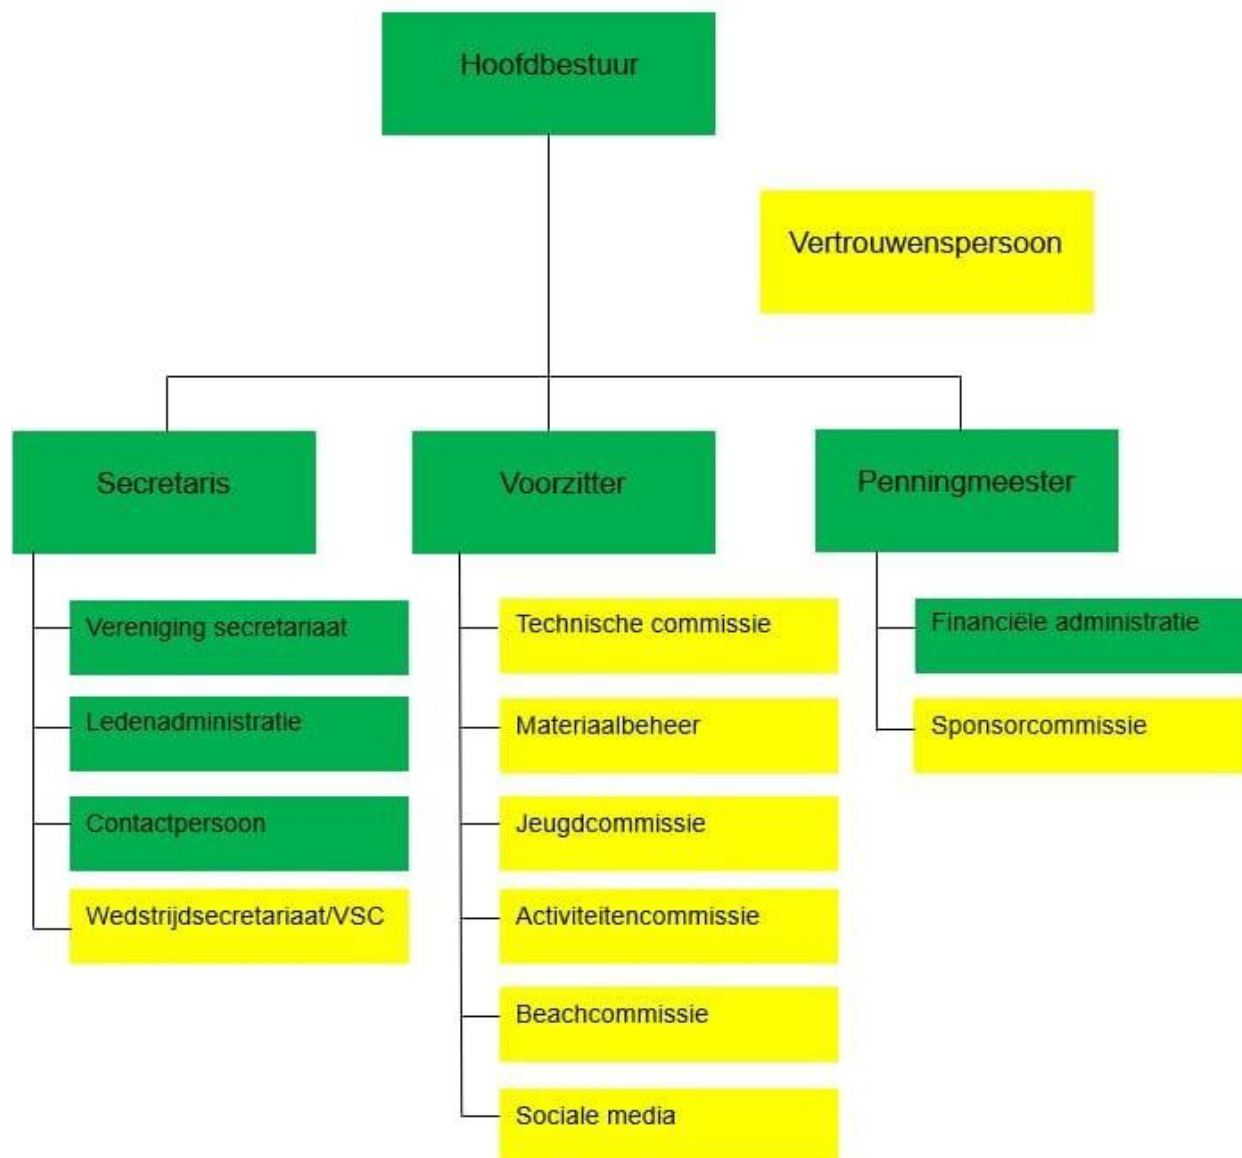 Hoofdbestuur
Vertrouwenspersoon
Secretaris
Voorzitter
Penningmeester
Vereniging secretariaat
Ledenadministratie
Contactpersoon
Wedstrijdsecretariaat/VSC
Technische commissie
Materiaalbeheer
Jeugdcommissie
Activiteitencommissie
Beachcommissie
Sociale media
Financiële administratie
Sponsorcommissie